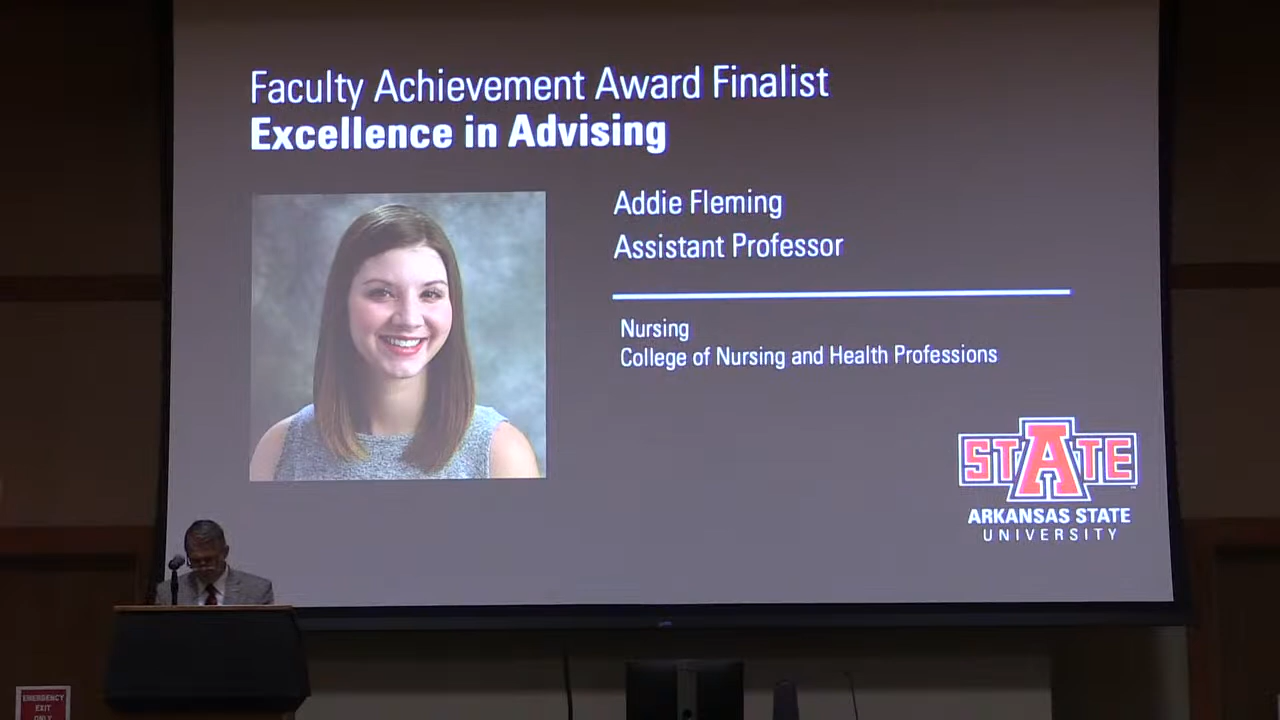 Faculty Achievement Award Finalist
Excellence in Advising
Addie Fleming
Assistant Professor
Nursing
College of Nursing and Health Professions
STATE
ARKANSAS STATE
UNIVERSITY
EMERGENCY
EXIT
ONLY